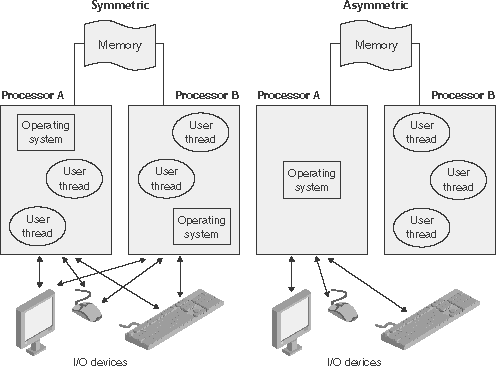 Symmetric
Memory
Processor A
Processor B
Operating
system
User
thread
User
thread
User
thread
User
thread
Operating
system
I/O devices
Asymmetric
Memory
Processor A
Processor B
Operating
system
User
thread
User
thread
User
thread
I/O devices